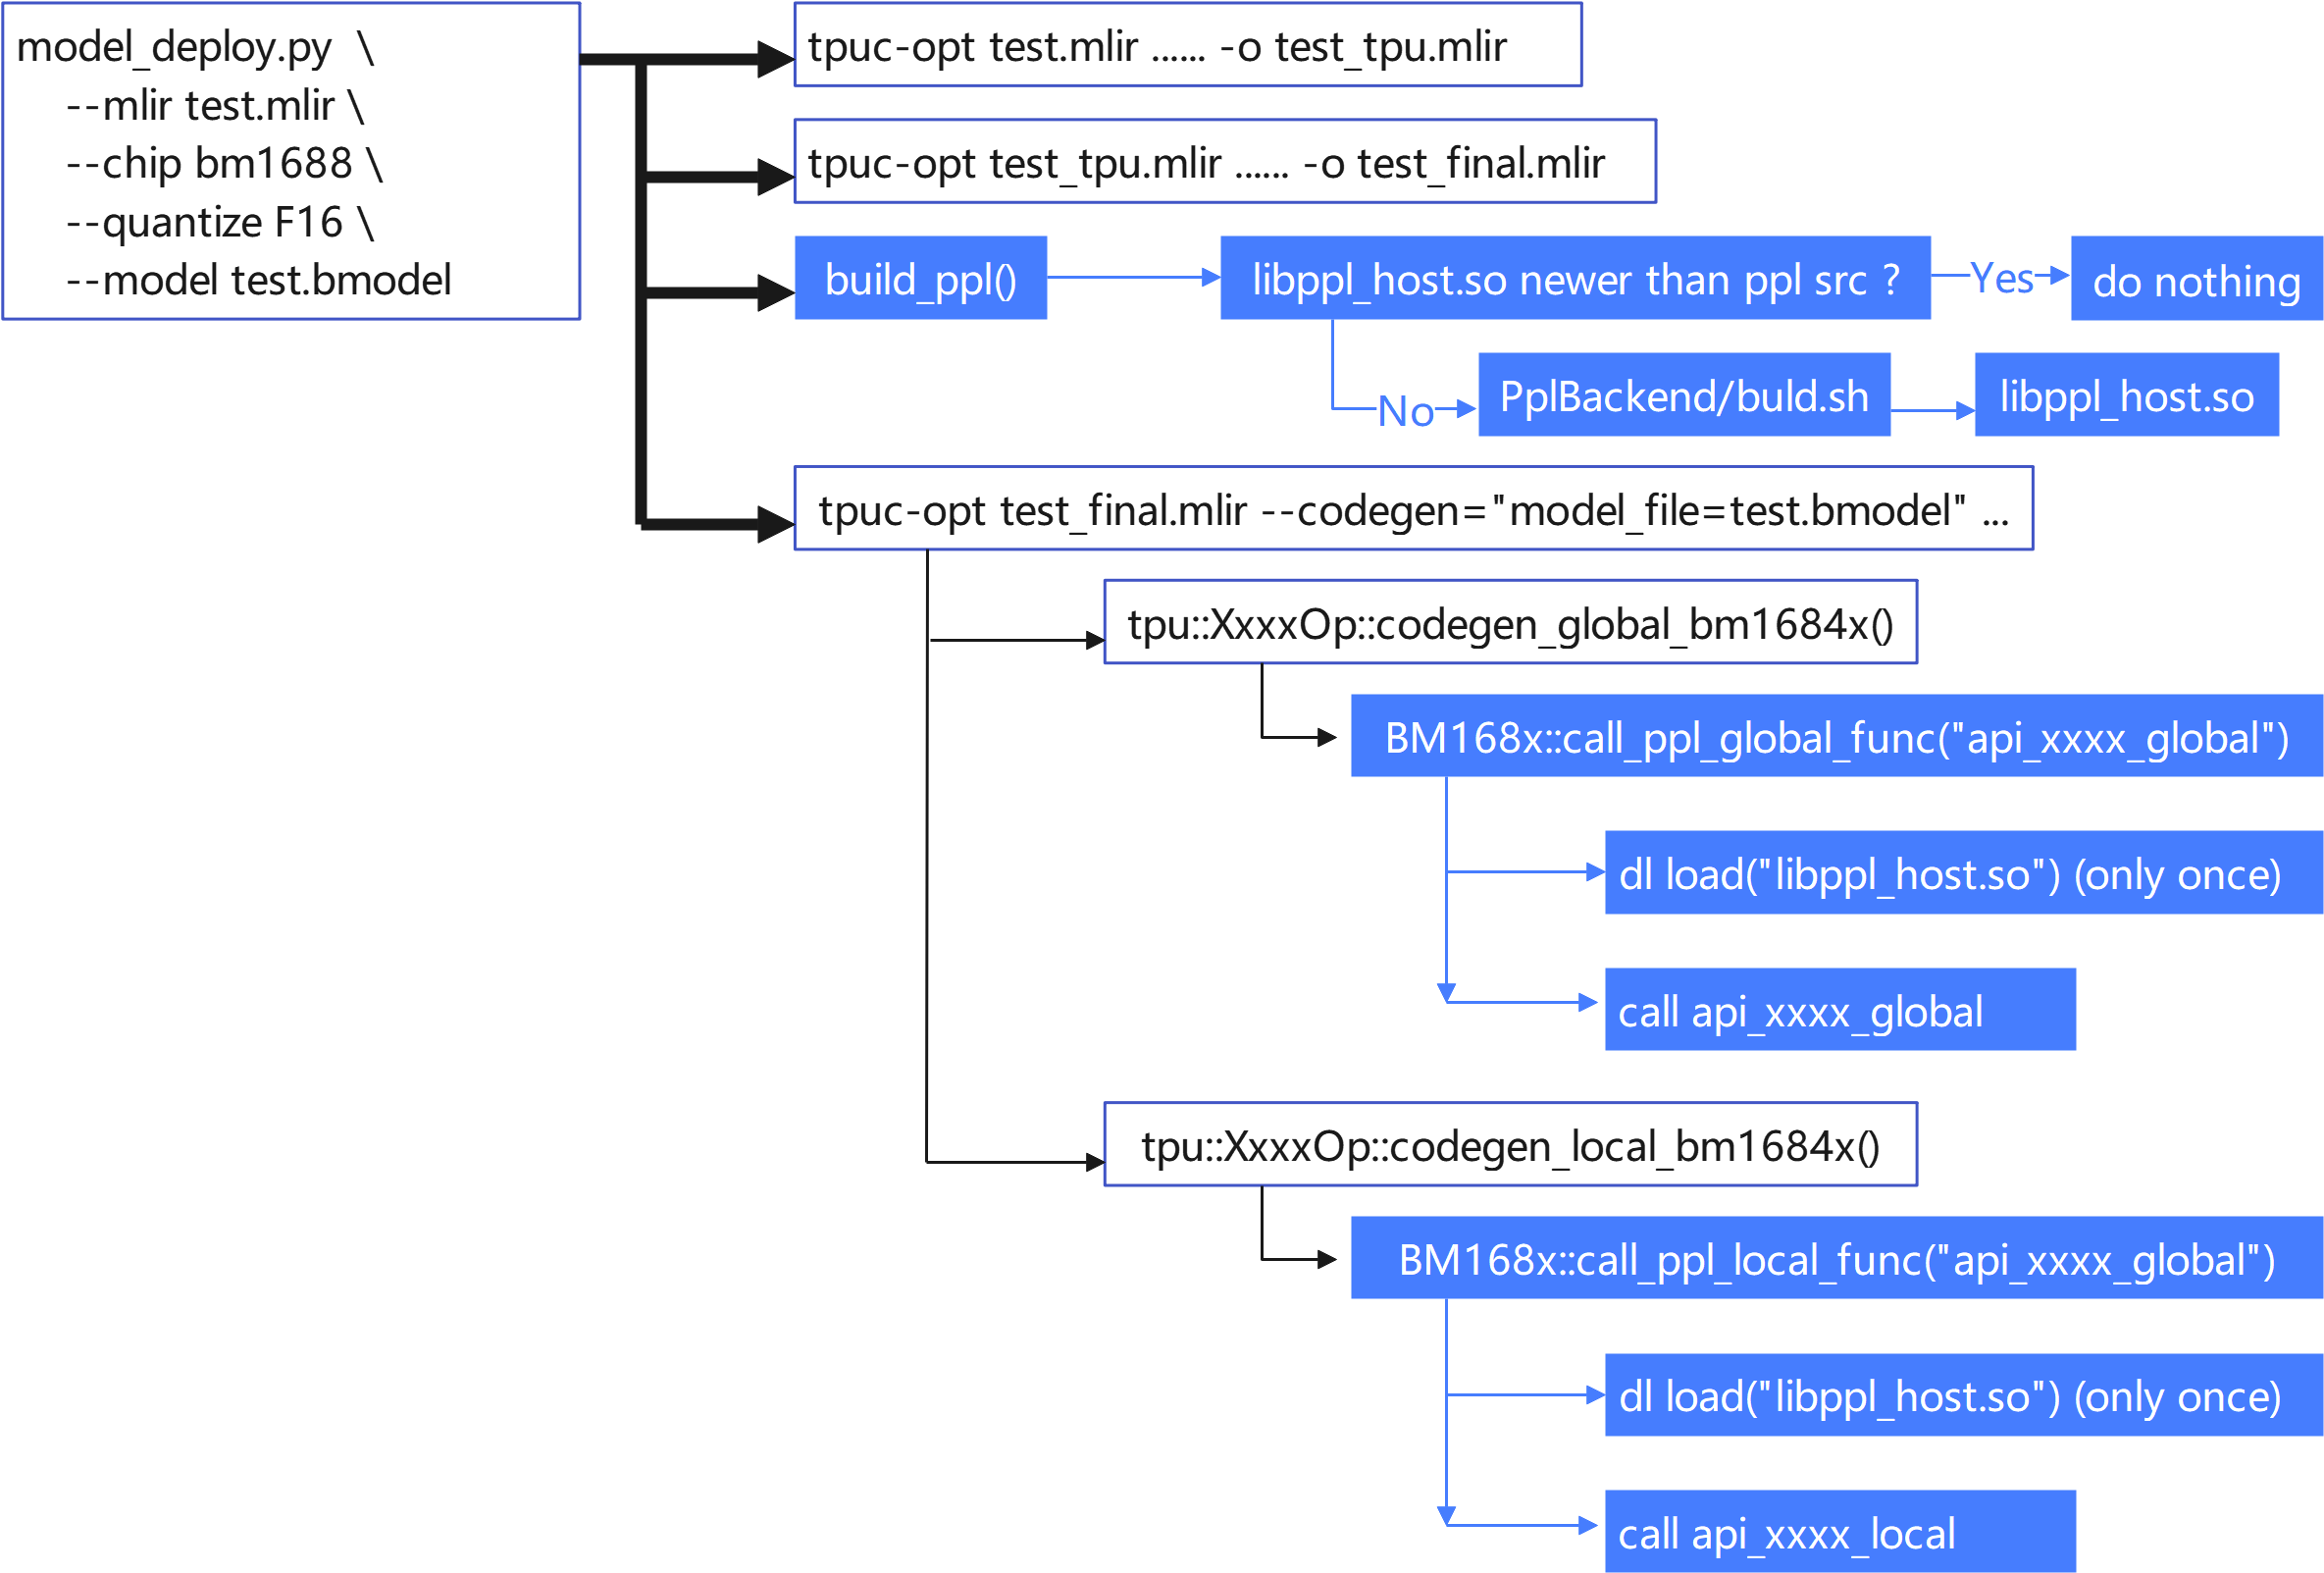 model_deploy.py \
--mlir test.mlir \
--chip bm1688 \
--quantize F16 \
--model test.bmodel
tpuc-opt test.mlir ...... -o test_tpu.mlir
tpuc-opt test_tpu.mlir ...... -o test_final.mlir
build_ppl()
libppl_host.so newer than ppl src ?
Yes
do nothing
No
PplBackend/buld.sh
libppl_host.so
tpuc-opt test_final.mlir --codegen="model_file=test.bmodel" ...
tpu::XxxxOp::codegen_global_bm1684x()
BM168x::call_ppl_global_func("api_xxxx_global")
dl load("libppl_host.so") (only once)
call api_xxxx_global
tpu::XxxxOp::codegen_local_bm1684x()
BM168x::call_ppl_local_func("api_xxxx_global")
dl load("libppl_host.so") (only once)
call api_xxxx_local